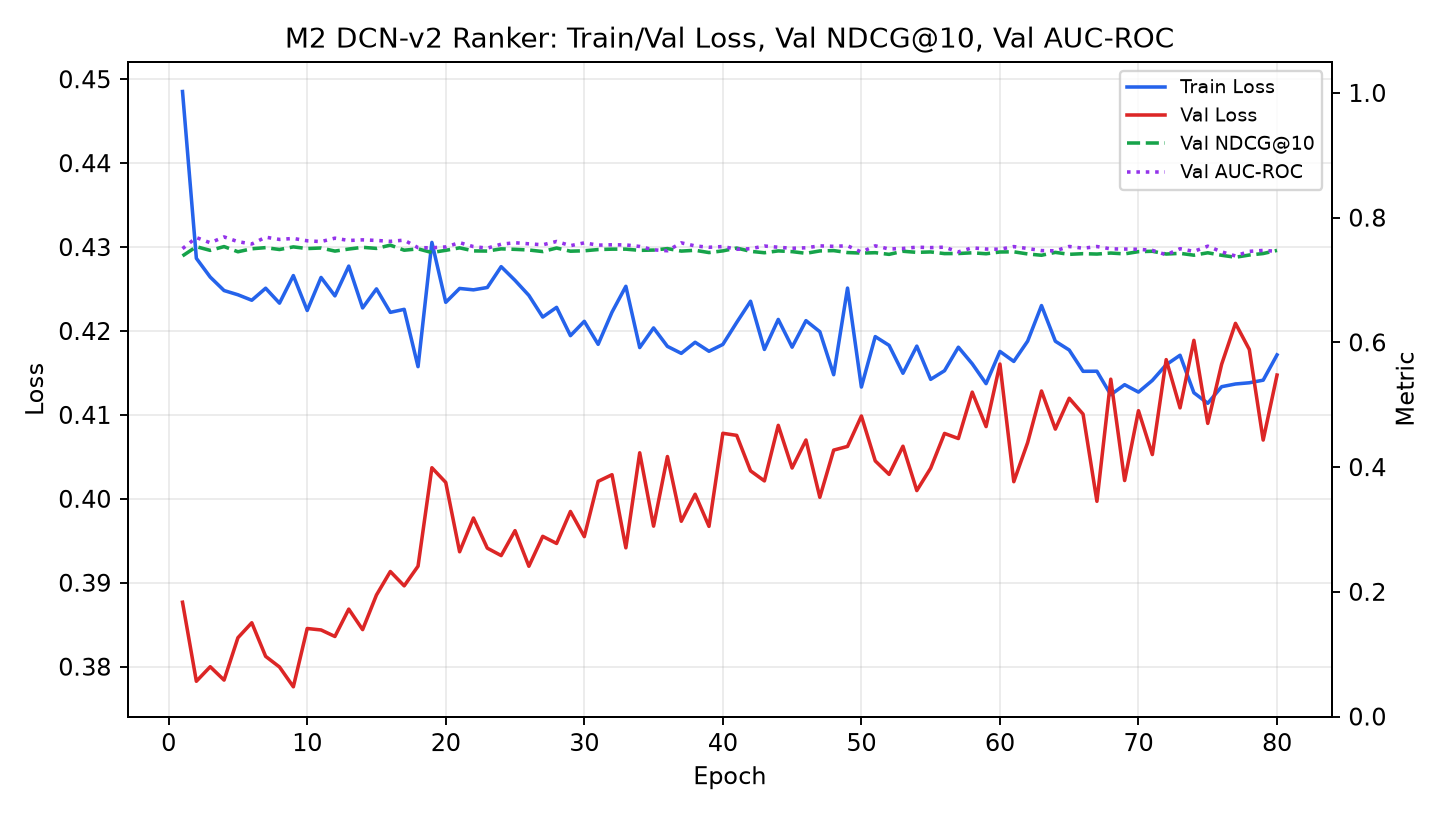 M2 DCN-v2 Ranker: Train/Val Loss, Val NDCG@10, Val AUC-ROC
Train Loss
Val Loss
Val NDCG@10
Val AUC-ROC
Loss
0.45
0.44
0.43
0.42
0.41
0.40
0.39
0.38
1.0
0.8
0.6
0.4
0.2
0.0
Metric
0 10 20 30 40 50 60 70 80
Epoch